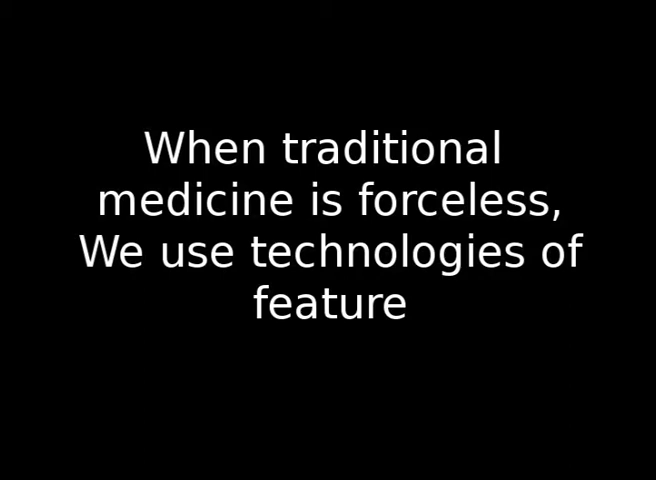 When traditional
medicine is forceless,
We use technologies of
feature